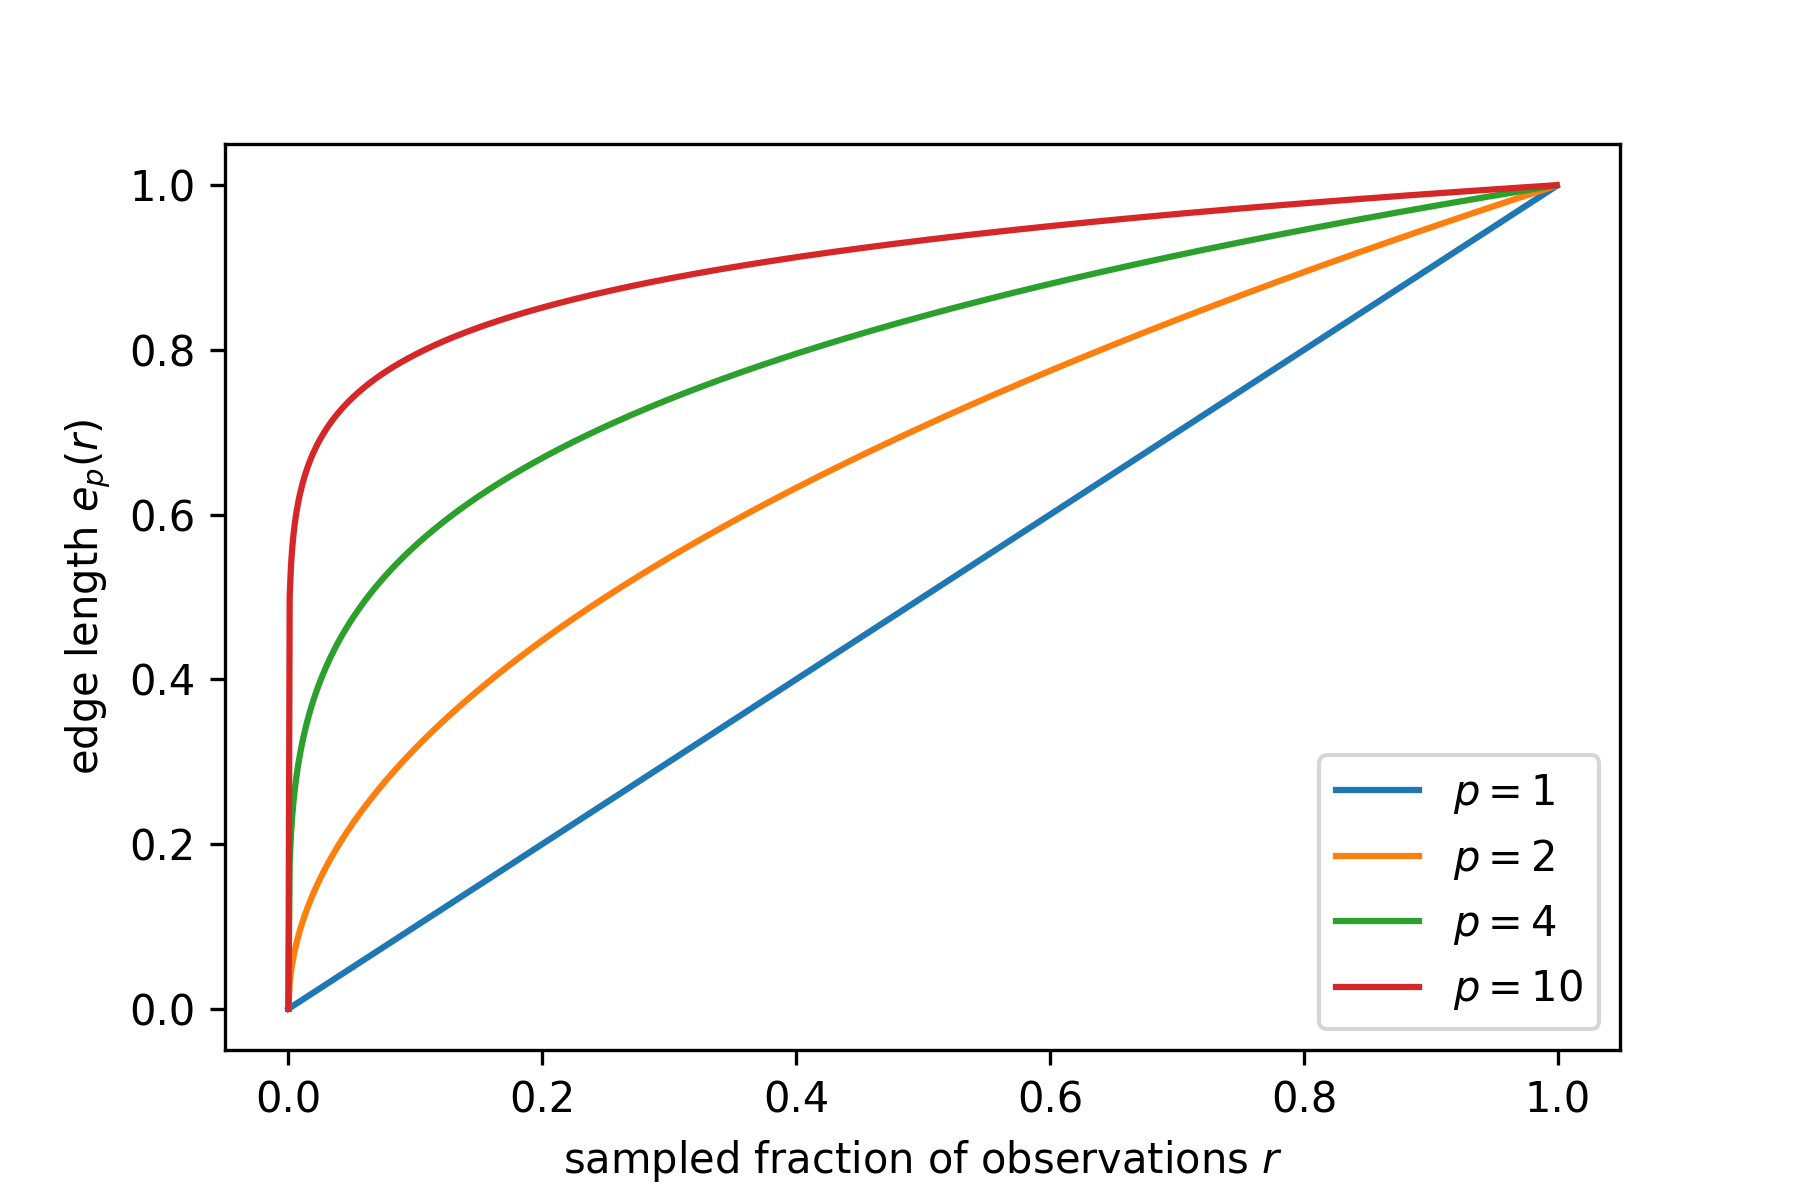 1.0
0.8
0.6
0.4
0.2
0.0
edge length eₚ(r)
p = 1
p = 2
p = 4
p = 10
0.0 0.2 0.4 0.6 0.8 1.0
sampled fraction of observations r